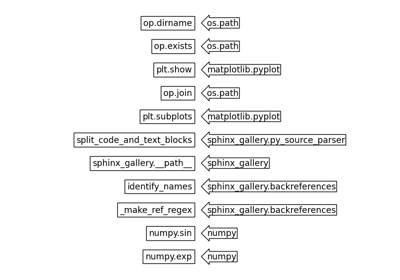 op.dirname os.path
op.exists os.path
plt.show matplotlib.pyplot
op.join os.path
plt.subplots matplotlib.pyplot
split_code_and_text_blocks sphinx_gallery.py_source_parser
sphinx_gallery.__path__ sphinx_gallery
identify_names sphinx_gallery.backreferences
_make_ref_regex sphinx_gallery.backreferences
numpy.sin numpy
numpy.exp numpy